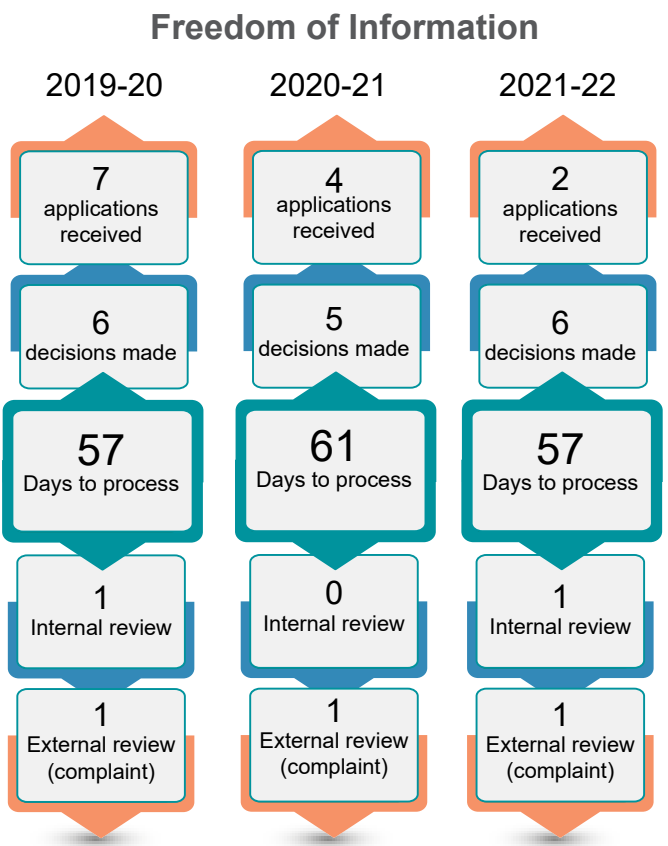 Freedom of Information
2019-20
7
applications
received
6
decisions made
57
Days to process
1
Internal review
1
External review
(complaint)
2020-21
4
applications
received
5
decisions made
61
Days to process
0
Internal review
1
External review
(complaint)
2021-22
2
applications
received
6
decisions made
57
Days to process
1
Internal review
1
External review
(complaint)